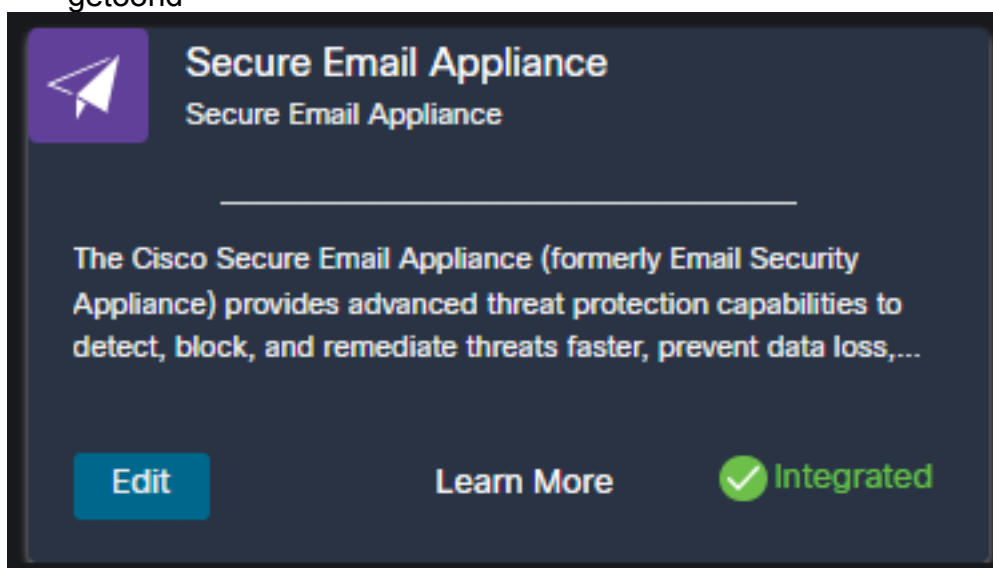 getoond
Secure Email Appliance
Secure Email Appliance
The Cisco Secure Email Appliance (formerly Email Security
Appliance) provides advanced threat protection capabilities to
detect, block, and remediate threats faster, prevent data loss,...
Edit Learn More Integrated